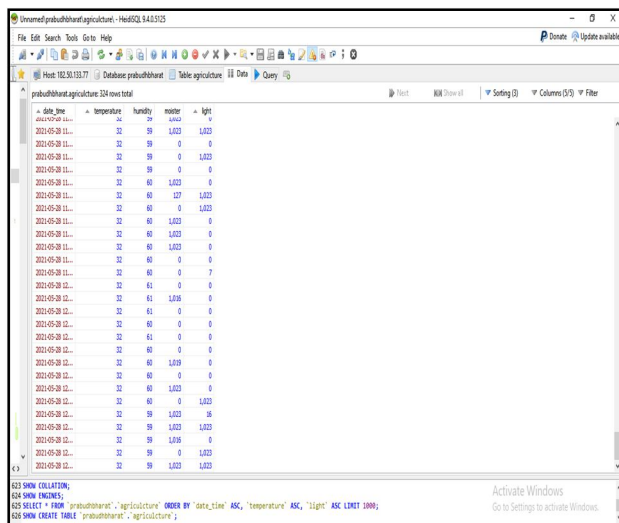 Unnamed\prabudhbharat\agriculcture\ - HeidiSQL 9.4.0.5125
File Edit Search Tools Go to Help
Donate Update available
Host: 182.50.133.77 Database: prabudhbharat Table: agriculcture Data Query
prabudhbharat.agriculcture: 324 rows total
Next Show all Sorting (3) Columns (5/5) Filter
date_time temperature humidity moister light
2021-05-28 11... 32 59 1,023 0
2021-05-28 11... 32 59 1,023 1,023
2021-05-28 11... 32 59 0 0
2021-05-28 11... 32 59 0 1,023
2021-05-28 11... 32 59 0 0
2021-05-28 11... 32 60 1,023 0
2021-05-28 11... 32 60 127 1,023
2021-05-28 11... 32 60 0 1,023
2021-05-28 11... 32 60 1,023 0
2021-05-28 11... 32 60 1,023 0
2021-05-28 11... 32 60 1,023 0
2021-05-28 11... 32 60 0 0
2021-05-28 11... 32 60 0 7
2021-05-28 12... 32 61 0 0
2021-05-28 12... 32 61 1,016 0
2021-05-28 12... 32 61 0 0
2021-05-28 12... 32 60 0 0
2021-05-28 12... 32 61 0 0
2021-05-28 12... 32 60 0 0
2021-05-28 12... 32 60 1,019 0
2021-05-28 12... 32 60 0 0
2021-05-28 12... 32 60 1,023 0
2021-05-28 12... 32 60 0 1,023
2021-05-28 12... 32 59 1,023 16
2021-05-28 12... 32 59 1,023 1,023
2021-05-28 12... 32 59 1,016 0
2021-05-28 12... 32 59 0 1,023
2021-05-28 12... 32 59 1,023 1,023
623 SHOW COLLATION;
624 SHOW ENGINES;
625 SELECT * FROM `prabudhbharat`.`agriculcture` ORDER BY `date_time` ASC, `temperature` ASC, `light` ASC LIMIT 1000;
626 SHOW CREATE TABLE `prabudhbharat`.`agriculcture`;
Activate Windows
Go to Settings to activate Windows.